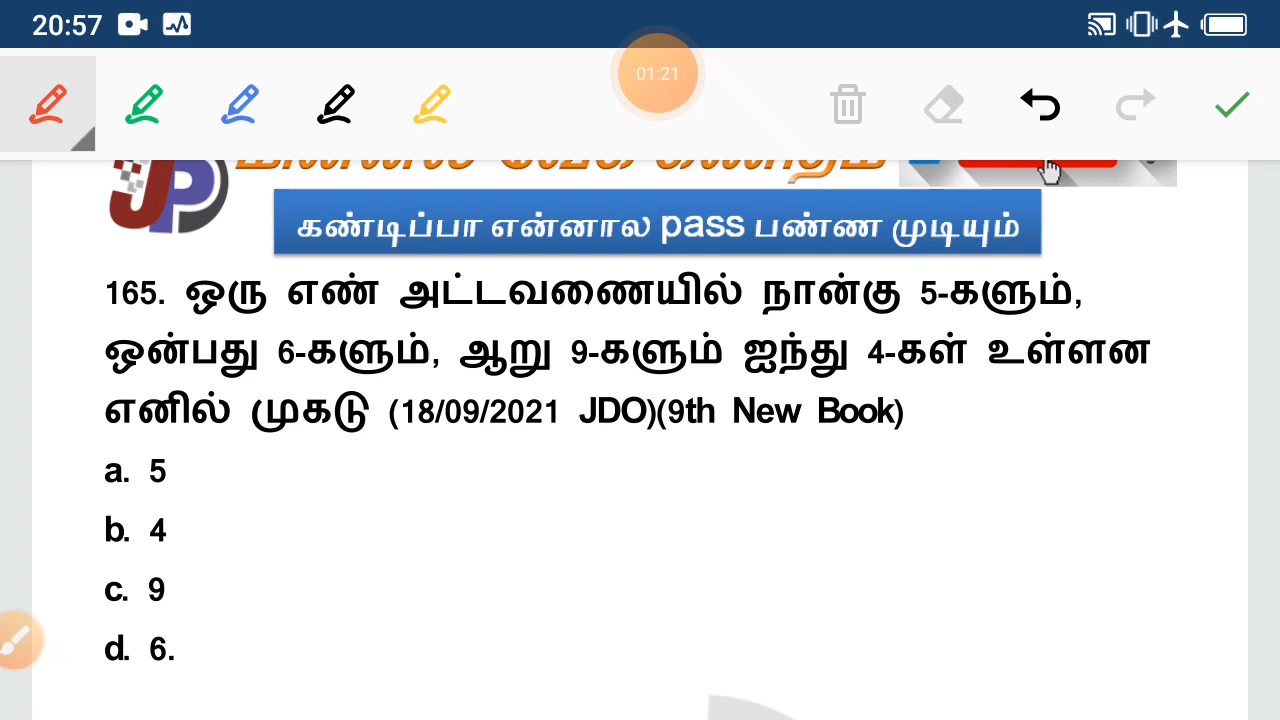 20:57
01:21
JP
கண்டிப்பா என்னால pass பண்ண முடியும்
165. ஒரு எண் அட்டவணையில் நான்கு 5-களும்,
ஒன்பது 6-களும், ஆறு 9-களும் ஐந்து 4-கள் உள்ளன
எனில் முகடு (18/09/2021 JDO)(9th New Book)
a. 5
b. 4
c. 9
d. 6.